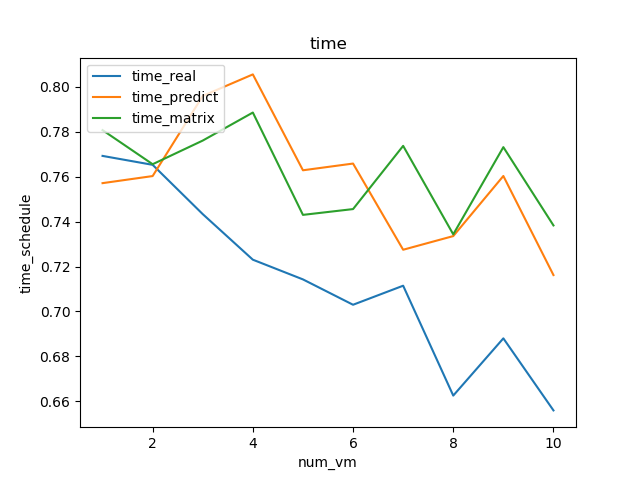 time
time_real
time_predict
time_matrix
0.80
0.78
0.76
0.74
0.72
0.70
0.68
0.66
time_schedule
2 4 6 8 10
num_vm